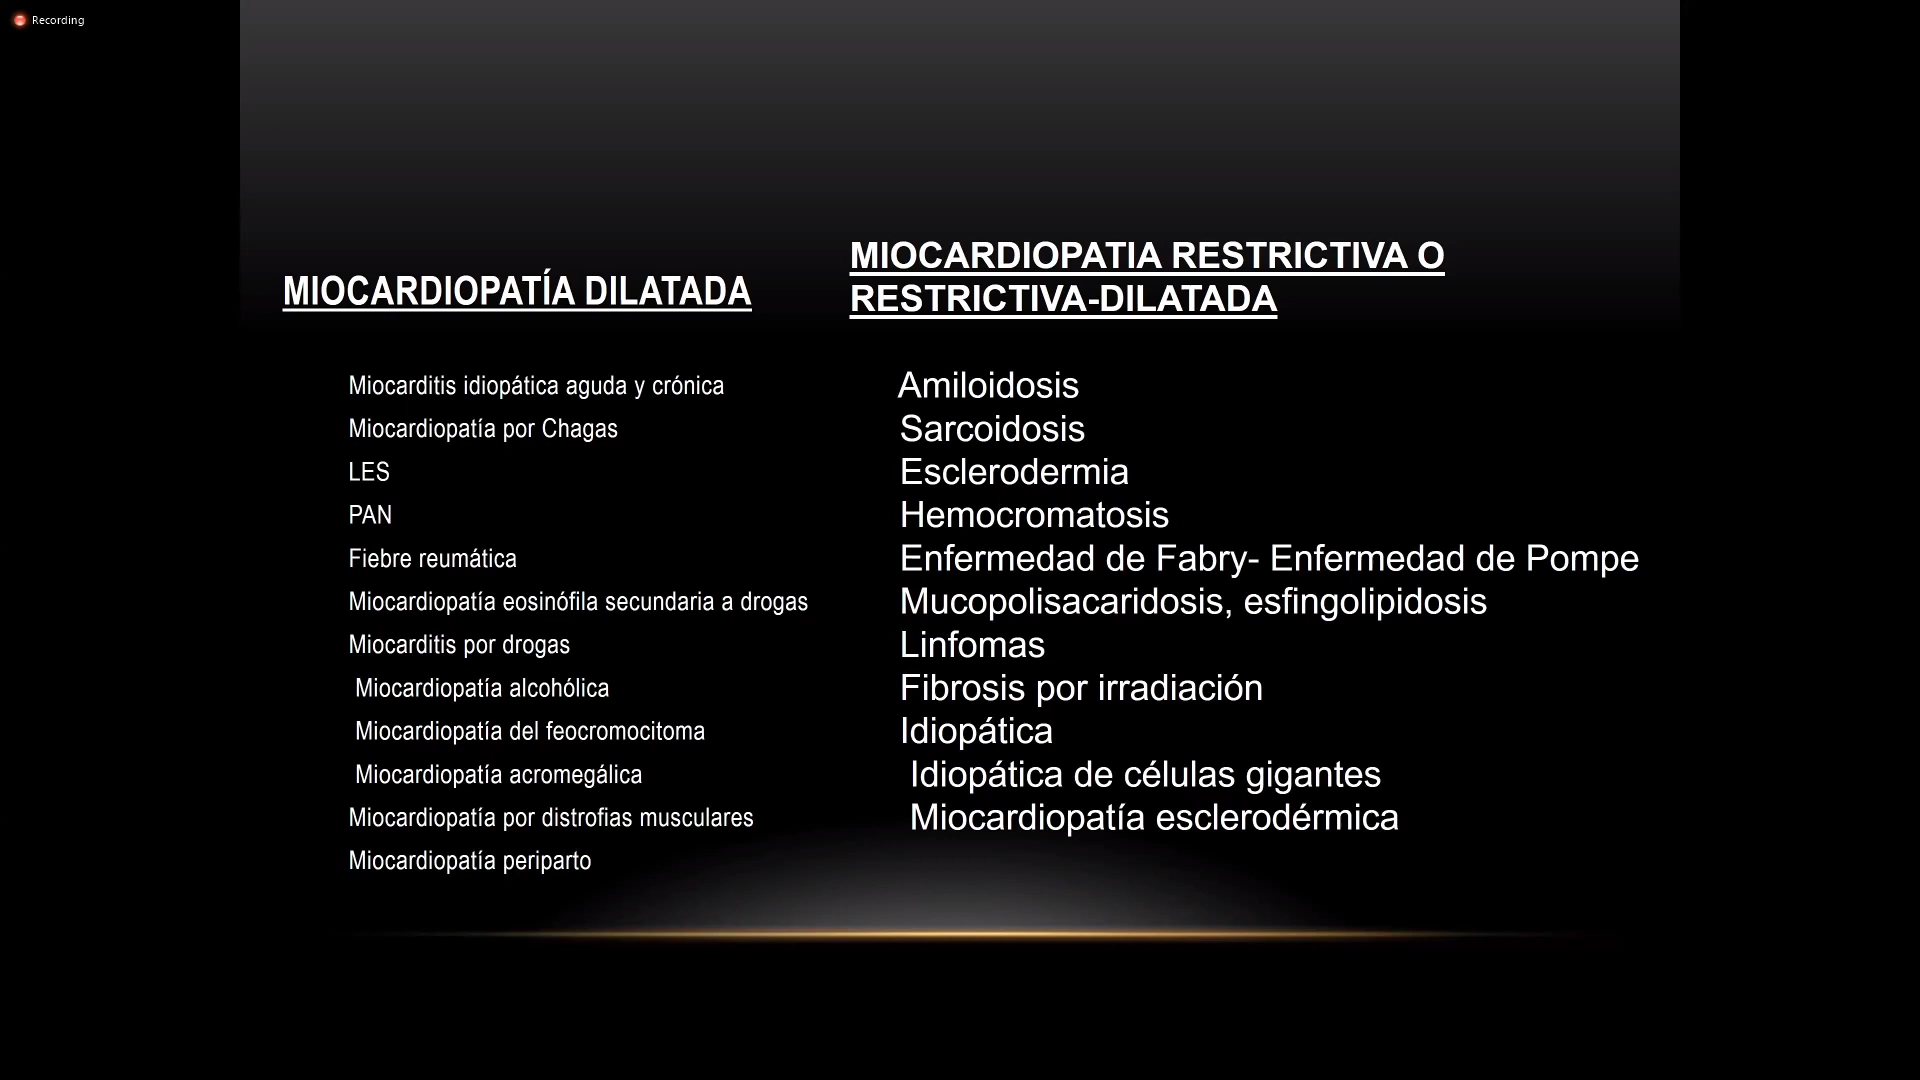 Recording
MIOCARDIOPATÍA DILATADA
Miocarditis idiopática aguda y crónica
Miocardiopatía por Chagas
LES
PAN
Fiebre reumática
Miocardiopatía eosinófila secundaria a drogas
Miocarditis por drogas
Miocardiopatía alcohólica
Miocardiopatía del feocromocitoma
Miocardiopatía acromegálica
Miocardiopatía por distrofias musculares
Miocardiopatía periparto
MIOCARDIOPATIA RESTRICTIVA O
RESTRICTIVA-DILATADA
Amiloidosis
Sarcoidosis
Esclerodermia
Hemocromatosis
Enfermedad de Fabry- Enfermedad de Pompe
Mucopolisacaridosis, esfingolipidosis
Linfomas
Fibrosis por irradiación
Idiopática
Idiopática de células gigantes
Miocardiopatía esclerodérmica